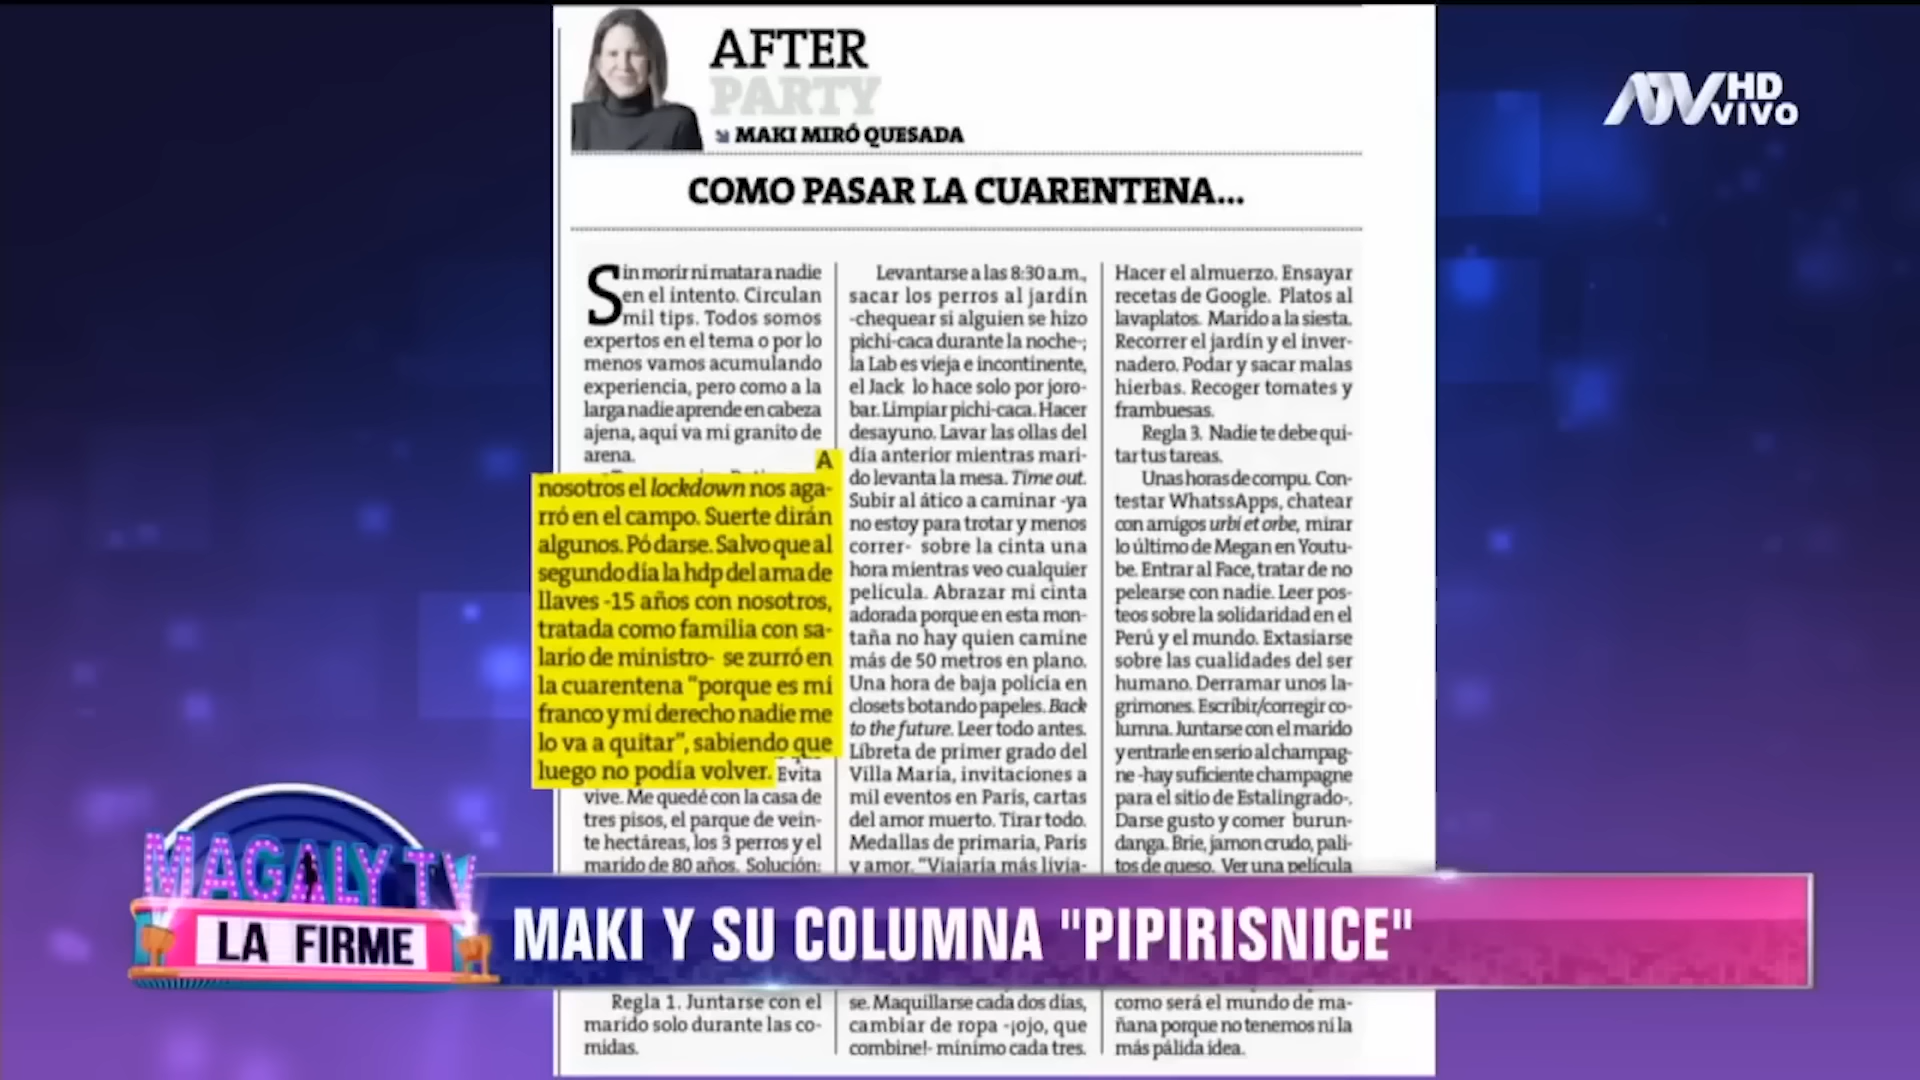 AFTER
PARTY
MAKI MIRÓ QUESADA
COMO PASAR LA CUARENTENA...
Sin morir ni matar a nadie
en el intento. Circulan
mil tips. Todos somos
expertos en el tema o por lo
menos vamos acumulando
experiencia, pero como a la
larga nadie aprende en cabeza
ajena, aquí va mi granito de
arena.
A
nosotros el lockdown nos aga-
rró en el campo. Suerte dirán
algunos. Pó darse. Salvo que al
segundo día la hdp del ama de
llaves -15 años con nosotros,
tratada como familia con sa-
lario de ministro- se zurró en
la cuarentena "porque es mi
franco y mi derecho nadie me
lo va a quitar", sabiendo que
luego no podía volver.
Evita
vive. Me quedé con la casa de
tres pisos, el parque de vein-
te hectáreas, los 3 perros y el
marido de 80 años. Solución:
Regla 1. Juntarse con el
marido solo durante las co-
midas.
Levantarse a las 8:30 a.m.,
sacar los perros al jardín
-chequear si alguien se hizo
pichi-caca durante la noche-;
la Lab es vieja e incontinente,
el Jack lo hace solo por joro-
bar. Limpiar pichi-caca. Hacer
desayuno. Lavar las ollas del
día anterior mientras mari-
do levanta la mesa. Time out.
Subir al ático a caminar -ya
no estoy para trotar y menos
correr- sobre la cinta una
hora mientras veo cualquier
película. Abrazar mi cinta
adorada porque en esta mon-
taña no hay quien camine
más de 50 metros en plano.
Una hora de baja policía en
closets botando papeles. Back
to the future. Leer todo antes.
Libreta de primer grado del
Villa María, invitaciones a
mil eventos en París, cartas
del amor muerto. Tirar todo.
Medallas de primaria, París
y amor. "Viajaría más livia-
se. Maquillarse cada dos días,
cambiar de ropa -¡ojo, que
combine!- mínimo cada tres.
Hacer el almuerzo. Ensayar
recetas de Google. Platos al
lavaplatos. Marido a la siesta.
Recorrer el jardín y el inver-
nadero. Podar y sacar malas
hierbas. Recoger tomates y
frambuesas.
Regla 3. Nadie te debe qui-
tar tus tareas.
Unas horas de compu. Con-
testar WhatssApps, chatear
con amigos urbi et orbe, mirar
lo último de Megan en Youtu-
be. Entrar al Face, tratar de no
pelearse con nadie. Leer pos-
teos sobre la solidaridad en el
Perú y el mundo. Extasiarse
sobre las cualidades del ser
humano. Derramar unos la-
grimones. Escribir/corregir co-
lumna. Juntarse con el marido
y entrarle en serio al champag-
ne -hay suficiente champagne
para el sitio de Estalingrado-.
Darse gusto y comer burun-
danga. Brie, jamon crudo, pali-
tos de queso. Ver una película
como será el mundo de ma-
ñana porque no tenemos ni la
más pálida idea.
ATV HD
VIVO
MAGALY TV
LA FIRME
MAKI Y SU COLUMNA "PIPIRISNICE"